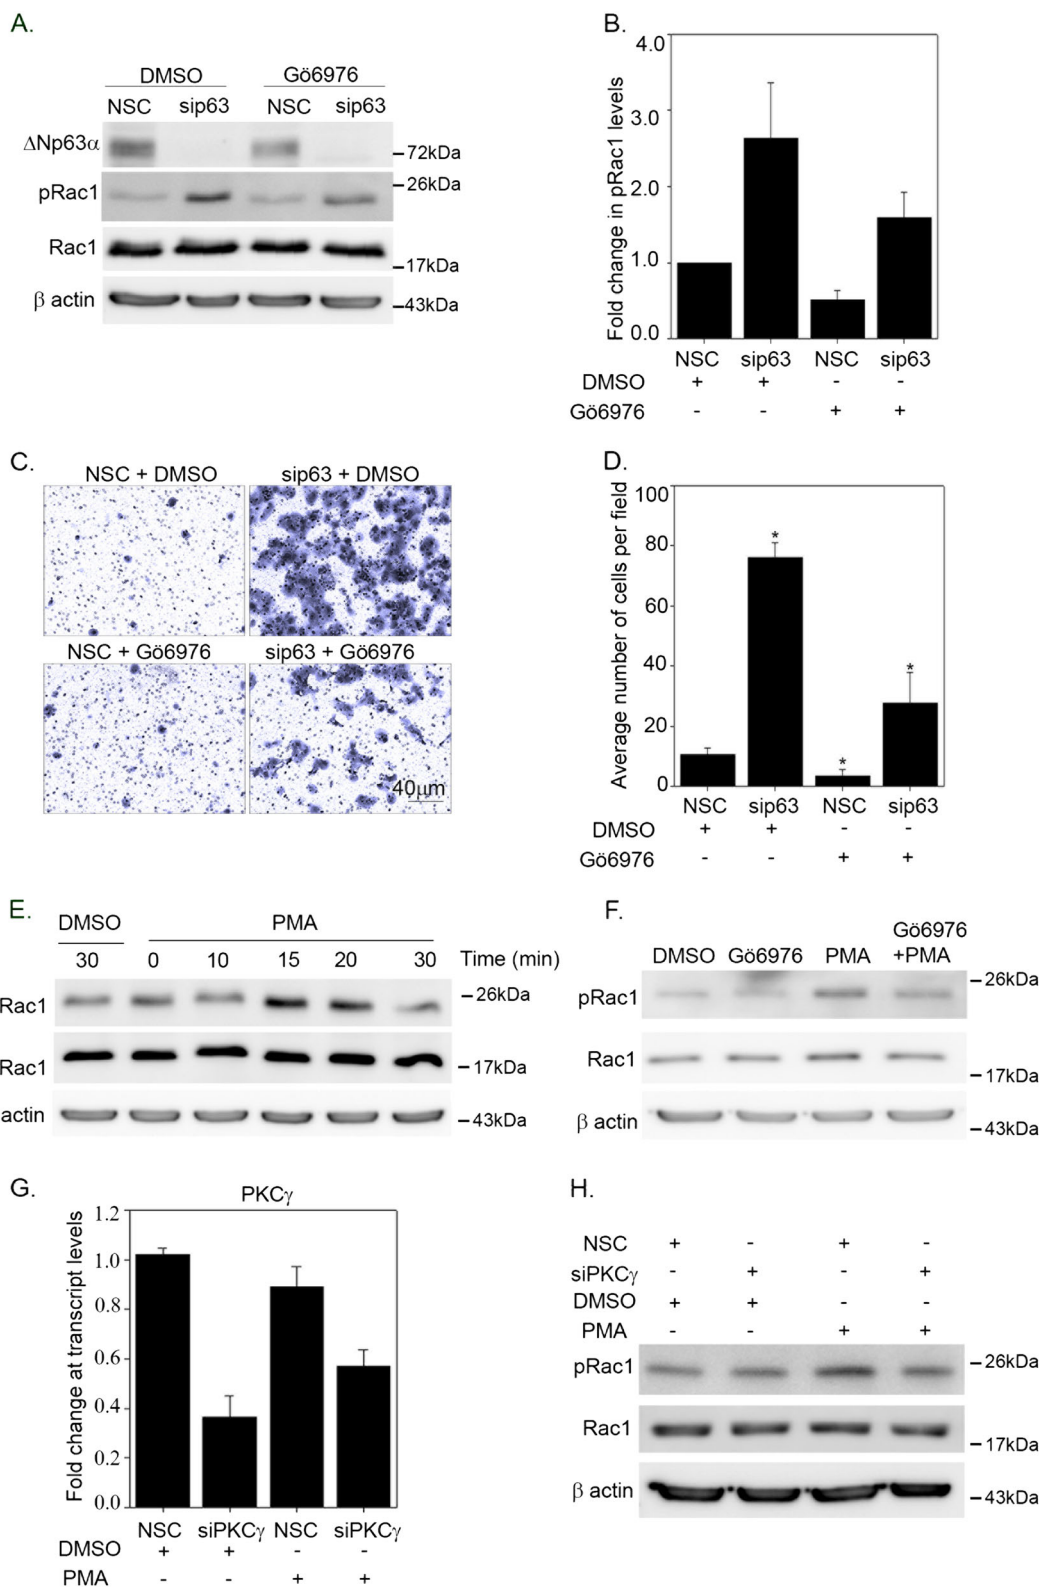 A.
DMSO Gö6976
NSC sip63 NSC sip63
ΔNp63α
72kDa
pRac1
26kDa
Rac1
17kDa
β actin
43kDa
B.
Fold change in pRac1 levels
4.0
3.0
2.0
1.0
0.0
NSC sip63 NSC sip63
DMSO + + - -
Gö6976 - - + +
C.
NSC + DMSO sip63 + DMSO
NSC + Gö6976 sip63 + Gö6976
40μm
D.
Average number of cells per field
100
80
60
40
20
0
* * *
NSC sip63 NSC sip63
DMSO + + - -
Gö6976 - - + +
E.
DMSO PMA
30 0 10 15 20 30 Time (min)
Rac1
26kDa
Rac1
17kDa
actin
43kDa
F.
DMSO Gö6976 PMA Gö6976
+PMA
pRac1
26kDa
Rac1
17kDa
β actin
43kDa
G.
PKCγ
Fold change at transcript levels
1.2
1.0
0.8
0.6
0.4
0.2
0.0
NSC siPKCγ NSC siPKCγ
DMSO + + - -
PMA - - + +
H.
NSC + - + -
siPKCγ - + - +
DMSO + + - -
PMA - - + +
pRac1
26kDa
Rac1
17kDa
β actin
43kDa